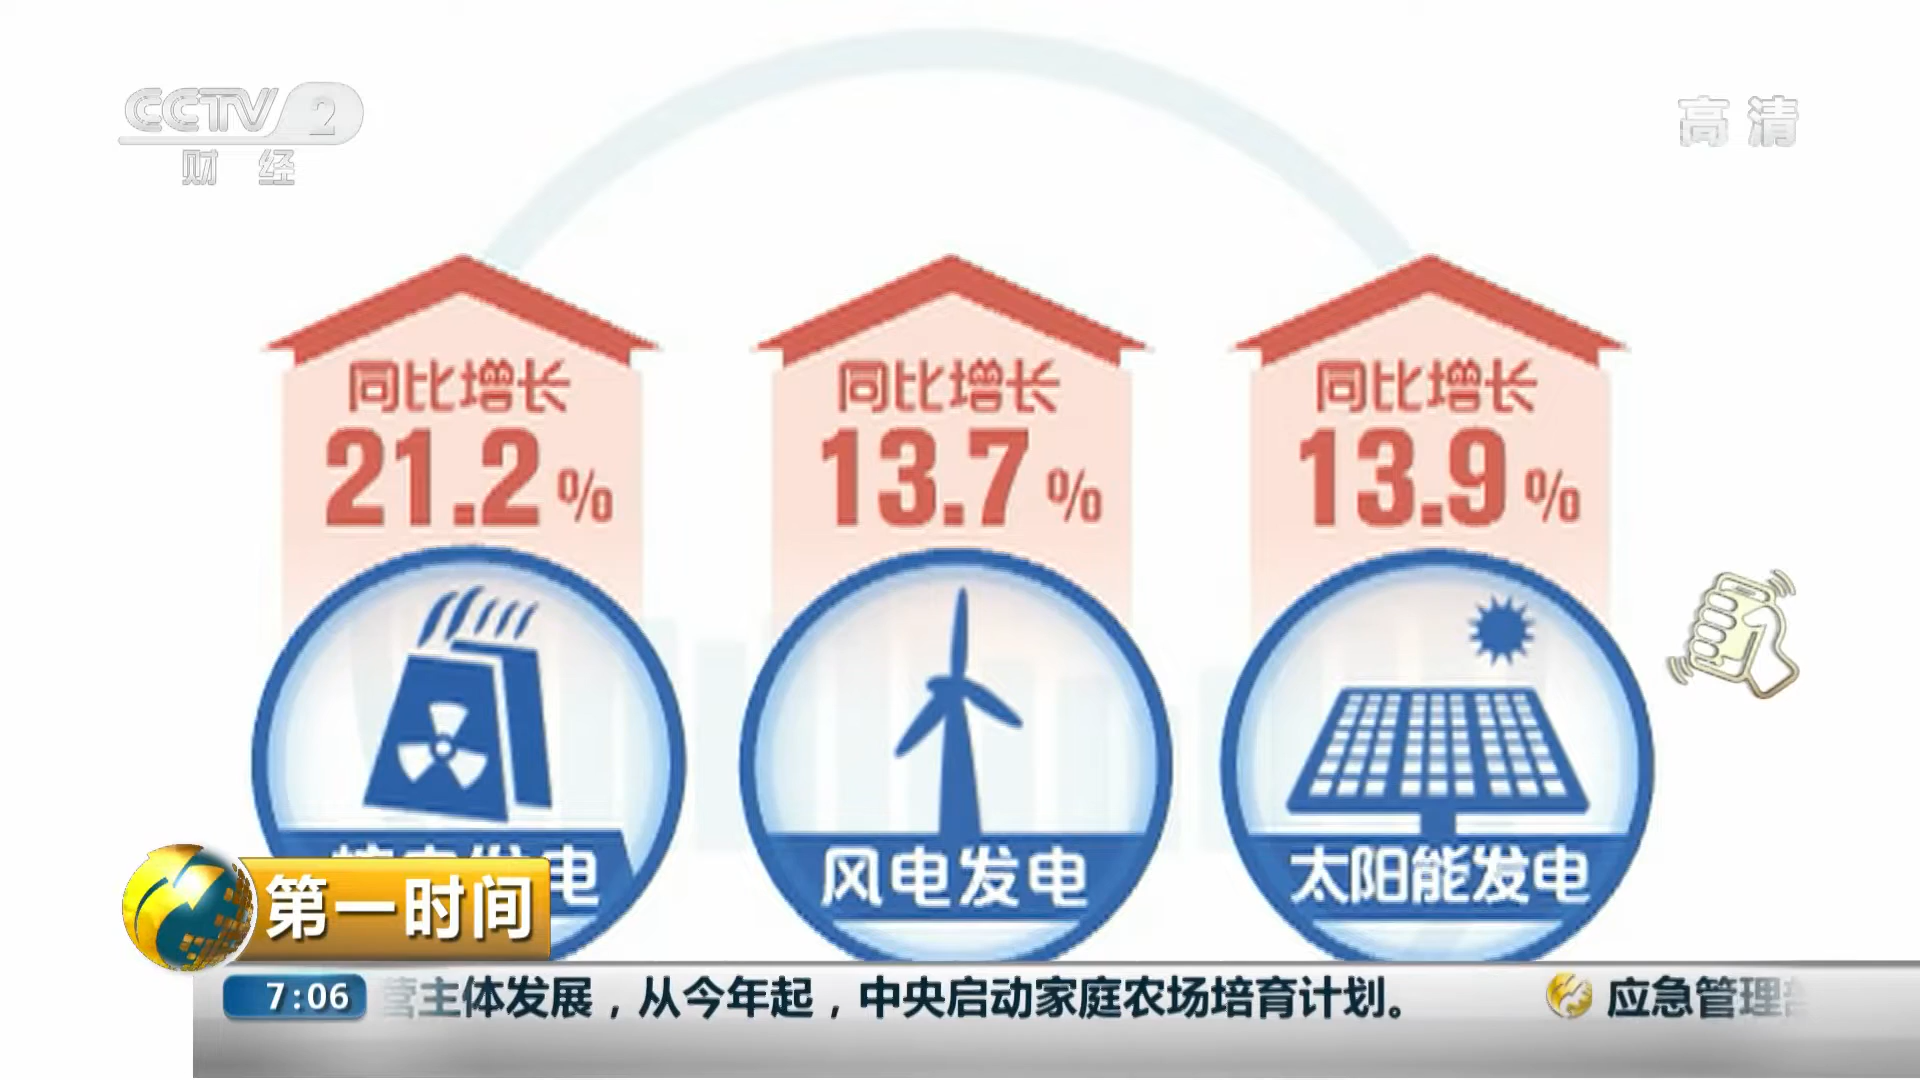 CCTV 2
财 经
高清
同比增长
21.2%
同比增长
13.7%
同比增长
13.9%
电
风电发电
太阳能发电
第一时间
7:06
营主体发展，从今年起，中央启动家庭农场培育计划。
应急管理部